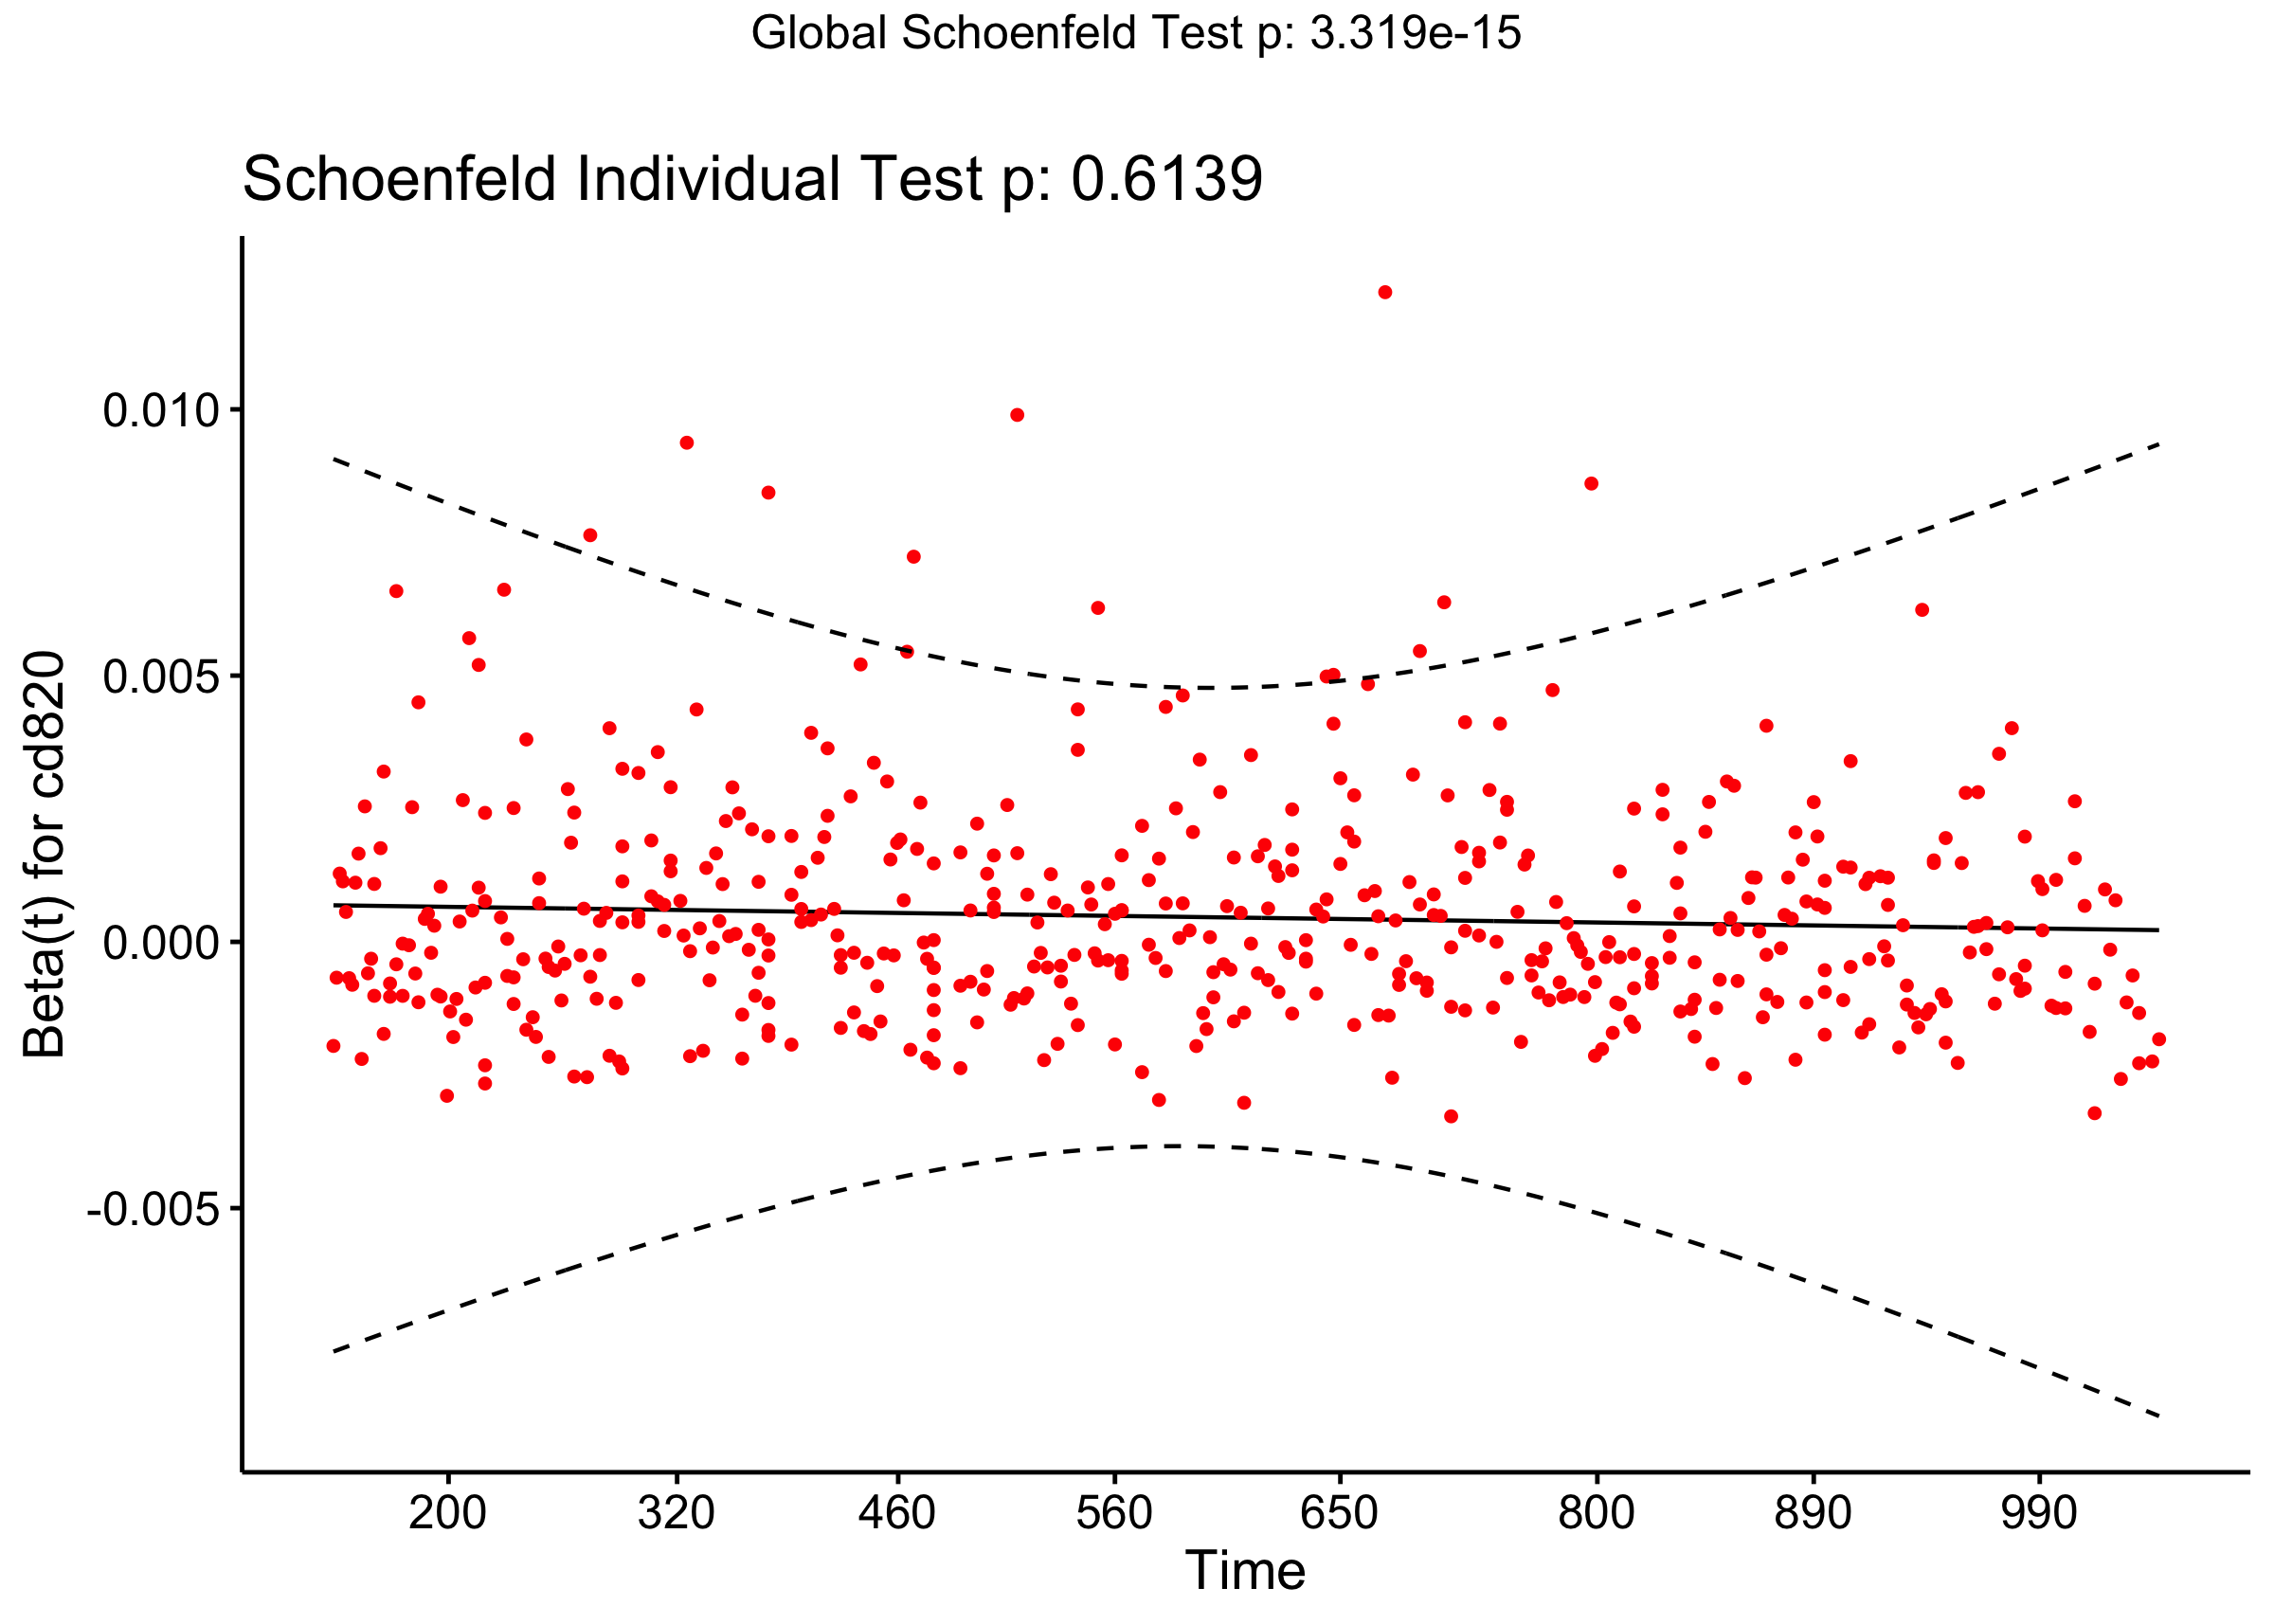 Global Schoenfeld Test p: 3.319e-15
Schoenfeld Individual Test p: 0.6139
Beta(t) for cd820
0.010
0.005
0.000
-0.005
200 320 460 560 650 800 890 990
Time